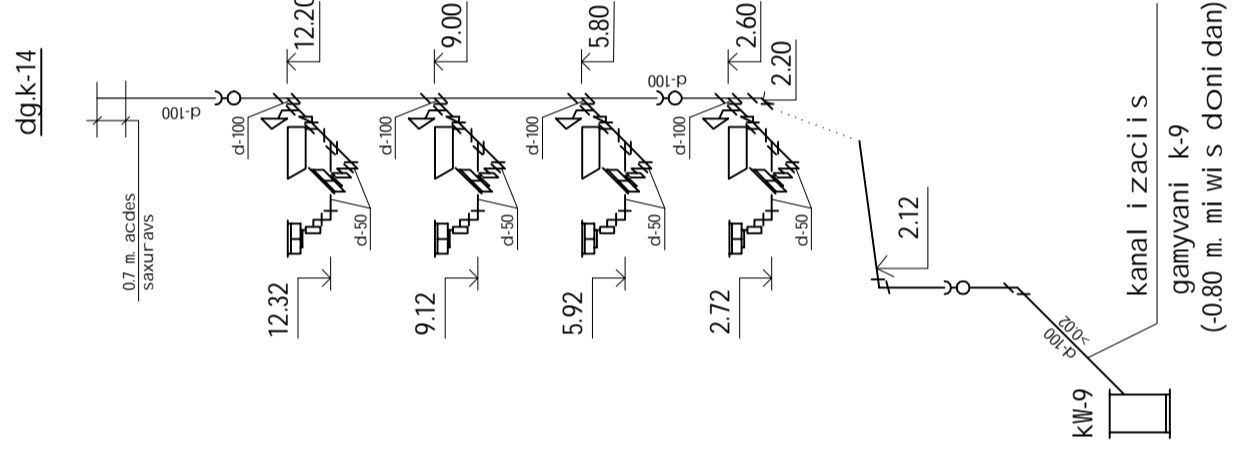 dg.k-14
0.7 m. acdes
saxuravs
d-100
12.20
d-100
d-50
12.32
9.00
d-100
d-50
9.12
5.80
d-100
d-50
5.92
d-100
2.60
d-100
d-50
2.72
2.20
2.12
d-100
>0.02
kW-9
kanalizaciis
gamyvani k-9
(-0.80 m. miwis donidan)